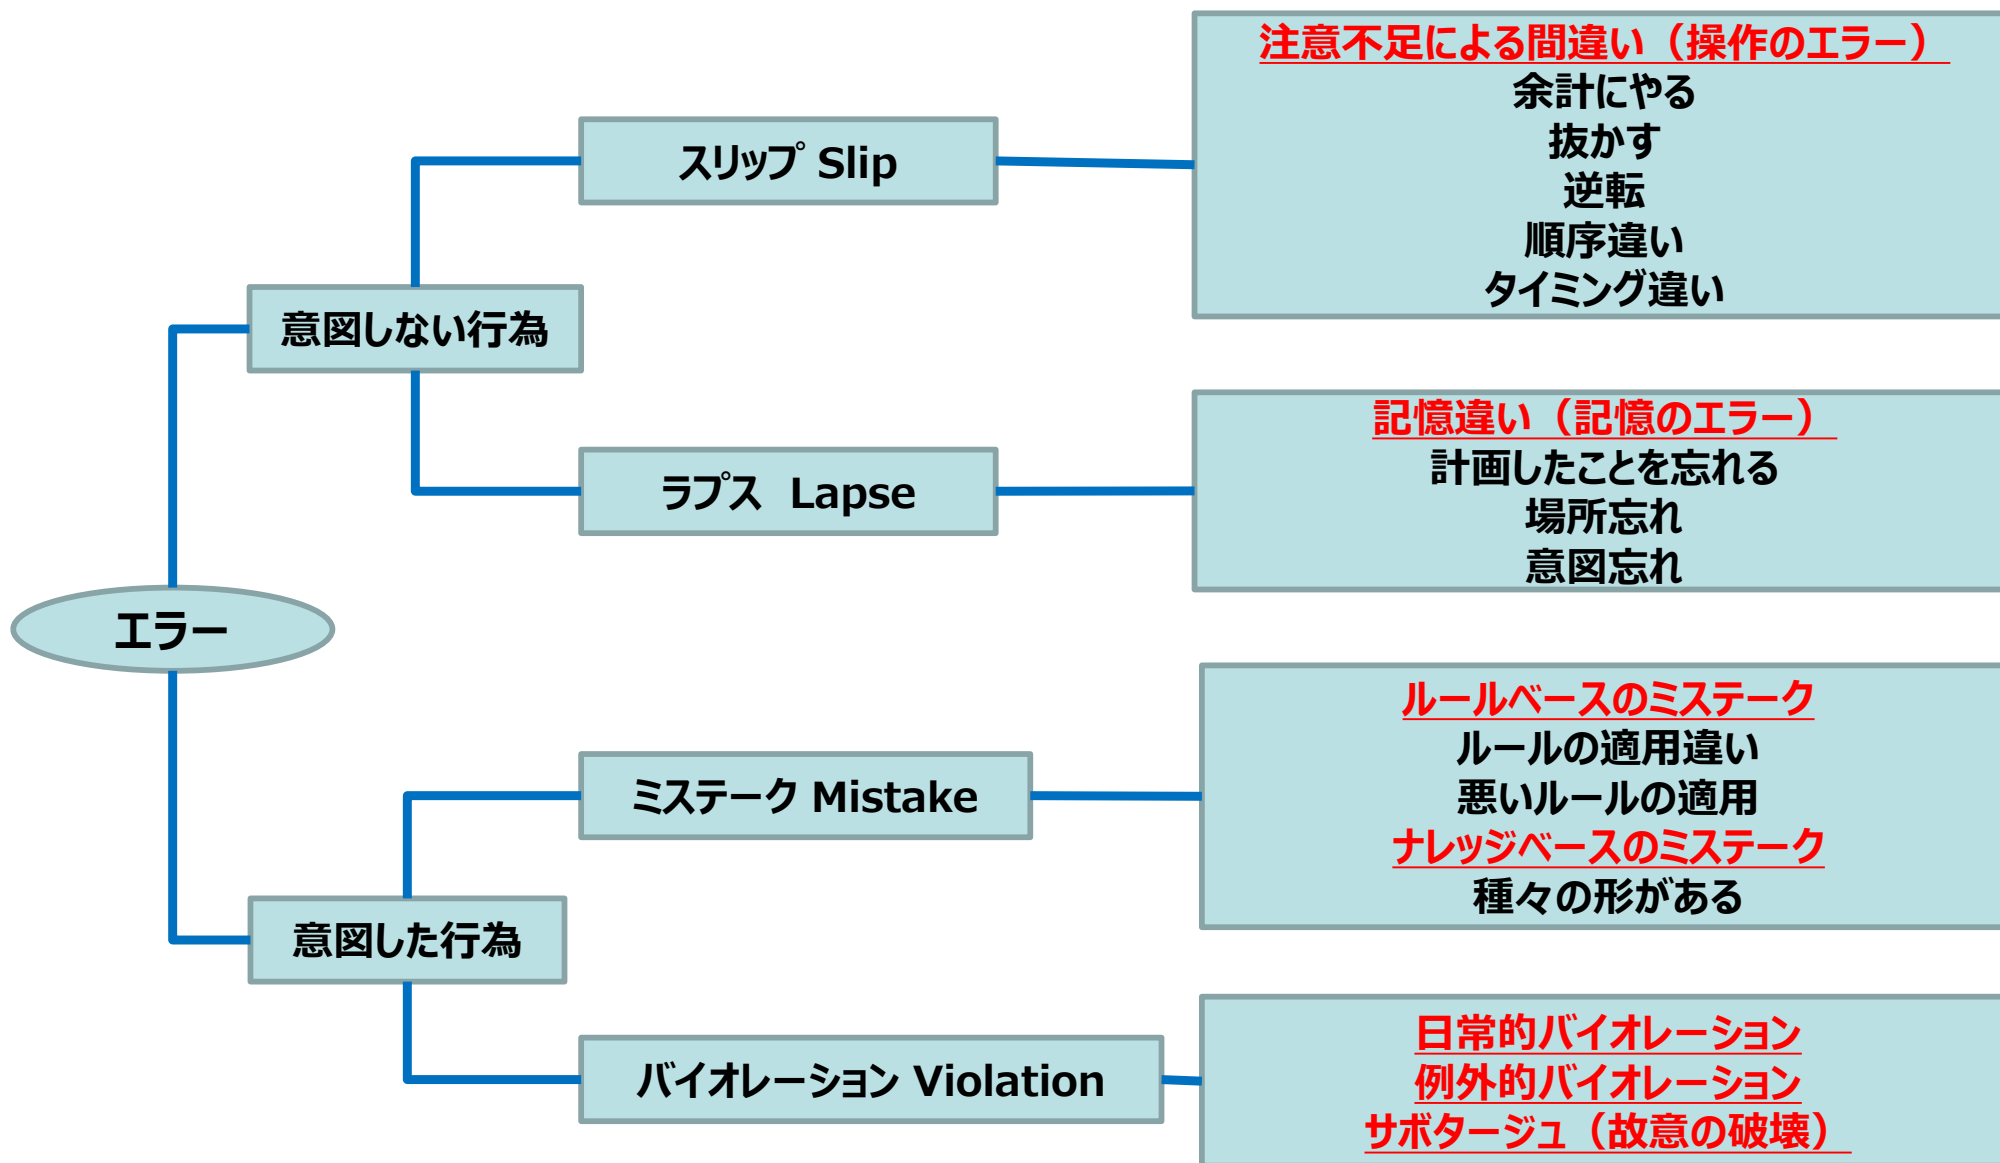 注意不足による間違い（操作のエラー）
余計にやる
抜かす
逆転
順序違い
タイミング違い
スリップ Slip
意図しない行為
記憶違い（記憶のエラー）
計画したことを忘れる
場所忘れ
意図忘れ
ラプス Lapse
エラー
ルールベースのミステーク
ルールの適用違い
悪いルールの適用
ナレッジベースのミステーク
種々の形がある
ミステーク Mistake
意図した行為
日常的バイオレーション
例外的バイオレーション
サボタージュ（故意の破壊）
バイオレーション Violation